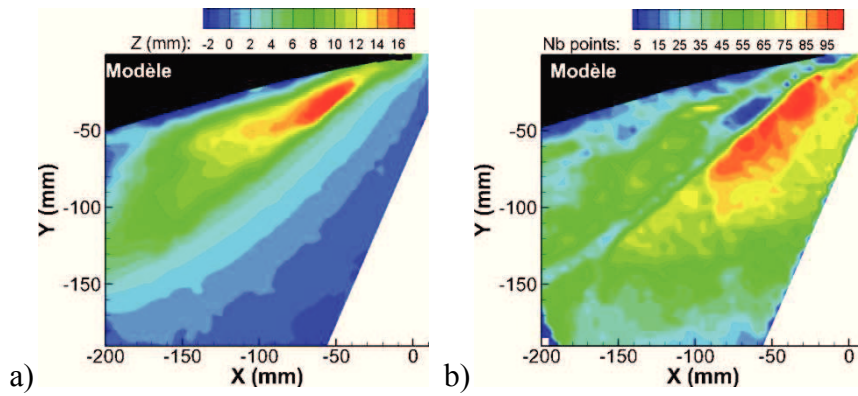 Z (mm): -2 0 2 4 6 8 10 12 14 16
Modèle
Y (mm)
-50
-100
-150
-200 -150 -100 -50 0
X (mm)
a)
Nb points: 5 15 25 35 45 55 65 75 85 95
Modèle
Y (mm)
-50
-100
-150
-200 -150 -100 -50 0
X (mm)
b)